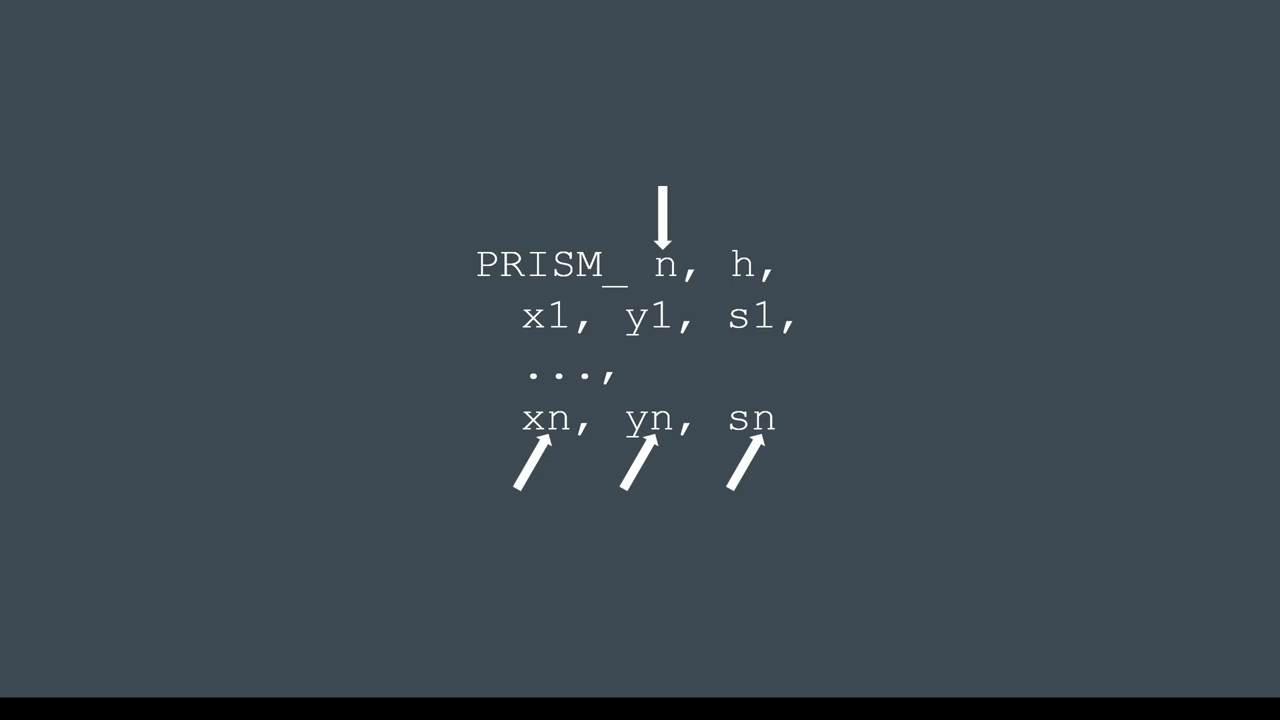 PRISM_ n, h,
x1, y1, s1,
...,
xn, yn, sn